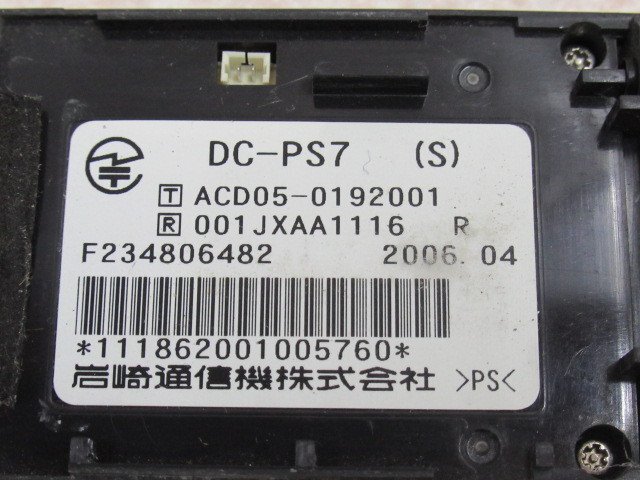 DC-PS7 (S)
T ACD05-0192001
R 001JXAA1116 R
F234806482 2006.04
*111862001005760*
岩崎通信機株式会社 >PS<